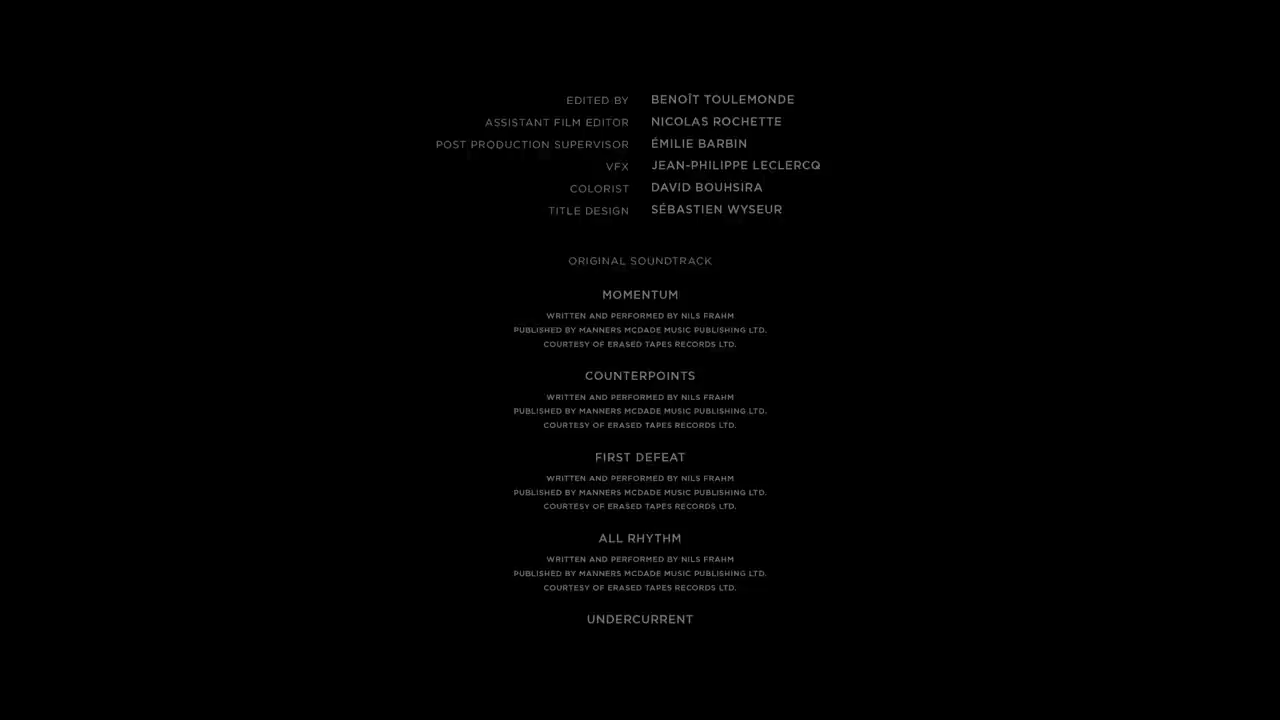 EDITED BY BENOÎT TOULEMONDE
ASSISTANT FILM EDITOR NICOLAS ROCHETTE
POST PRODUCTION SUPERVISOR ÉMILIE BARBIN
VFX JEAN-PHILIPPE LECLERCQ
COLORIST DAVID BOUHSIRA
TITLE DESIGN SÉBASTIEN WYSEUR
ORIGINAL SOUNDTRACK
MOMENTUM
WRITTEN AND PERFORMED BY NILS FRAHM
PUBLISHED BY MANNERS MCDADE MUSIC PUBLISHING LTD.
COURTESY OF ERASED TAPES RECORDS LTD.
COUNTERPOINTS
WRITTEN AND PERFORMED BY NILS FRAHM
PUBLISHED BY MANNERS MCDADE MUSIC PUBLISHING LTD.
COURTESY OF ERASED TAPES RECORDS LTD.
FIRST DEFEAT
WRITTEN AND PERFORMED BY NILS FRAHM
PUBLISHED BY MANNERS MCDADE MUSIC PUBLISHING LTD.
COURTESY OF ERASED TAPES RECORDS LTD.
ALL RHYTHM
WRITTEN AND PERFORMED BY NILS FRAHM
PUBLISHED BY MANNERS MCDADE MUSIC PUBLISHING LTD.
COURTESY OF ERASED TAPES RECORDS LTD.
UNDERCURRENT